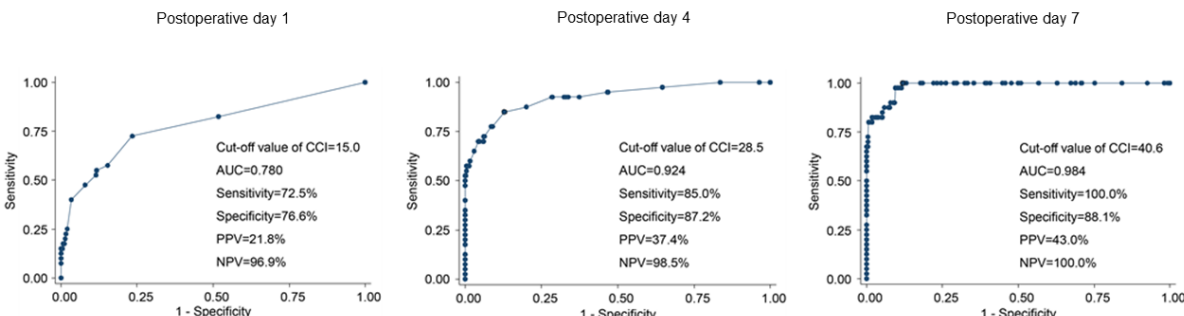 Postoperative day 1
Sensitivity
1.00
0.75
0.50
0.25
0.00
Cut-off value of CCI=15.0
AUC=0.780
Sensitivity=72.5%
Specificity=76.6%
PPV=21.8%
NPV=96.9%
0.00 0.25 0.50 0.75 1.00
1 - Specificity
Postoperative day 4
Sensitivity
1.00
0.75
0.50
0.25
0.00
Cut-off value of CCI=28.5
AUC=0.924
Sensitivity=85.0%
Specificity=87.2%
PPV=37.4%
NPV=98.5%
0.00 0.25 0.50 0.75 1.00
1 - Specificity
Postoperative day 7
Sensitivity
1.00
0.75
0.50
0.25
0.00
Cut-off value of CCI=40.6
AUC=0.984
Sensitivity=100.0%
Specificity=88.1%
PPV=43.0%
NPV=100.0%
0.00 0.25 0.50 0.75 1.00
1 - Specificity